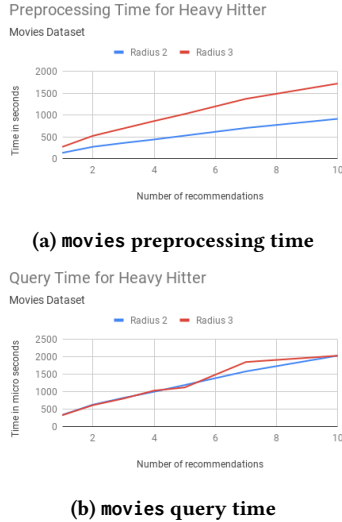 Preprocessing Time for Heavy Hitter
Movies Dataset
Radius 2 Radius 3
Time in seconds
2000
1500
1000
500
0
2 4 6 8 10
Number of recommendations
(a) movies preprocessing time
Query Time for Heavy Hitter
Movies Dataset
Radius 2 Radius 3
Time in micro seconds
2500
2000
1500
1000
500
0
2 4 6 8 10
Number of recommendations
(b) movies query time